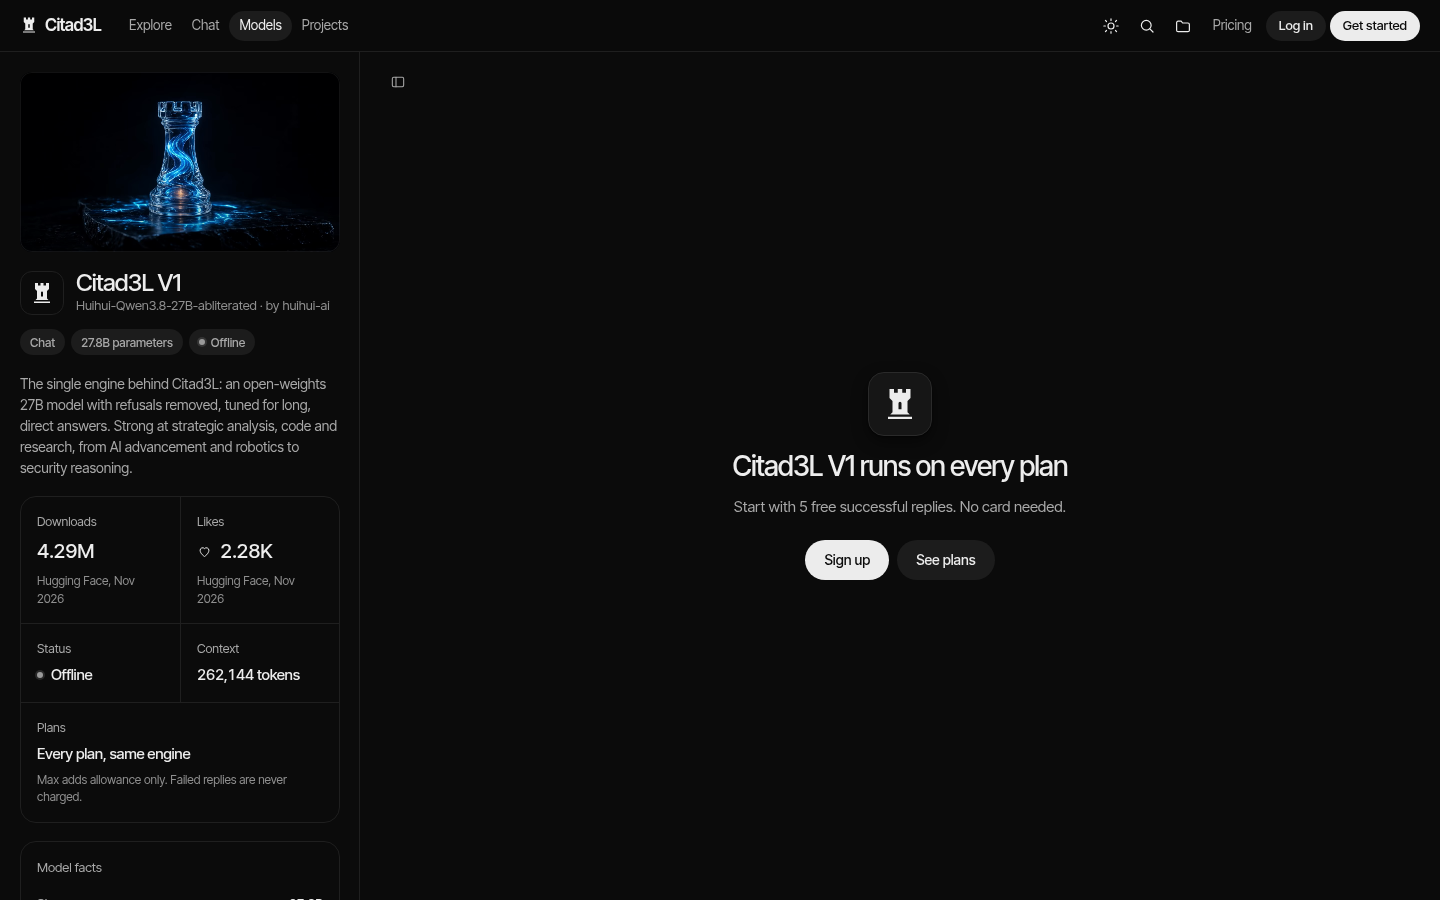 Citad3L
Explore
Chat
Models
Projects
Pricing
Log in
Get started
Citad3L V1
Huihui-Qwen3.8-27B-abliterated · by huihui-ai
Chat
27.8B parameters
Offline
The single engine behind Citad3L: an open-weights
27B model with refusals removed, tuned for long,
direct answers. Strong at strategic analysis, code and
research, from AI advancement and robotics to
security reasoning.
Downloads
4.29M
Hugging Face, Nov
2026
Likes
2.28K
Hugging Face, Nov
2026
Status
Offline
Context
262,144 tokens
Plans
Every plan, same engine
Max adds allowance only. Failed replies are never
charged.
Model facts
Citad3L V1 runs on every plan
Start with 5 free successful replies. No card needed.
Sign up
See plans